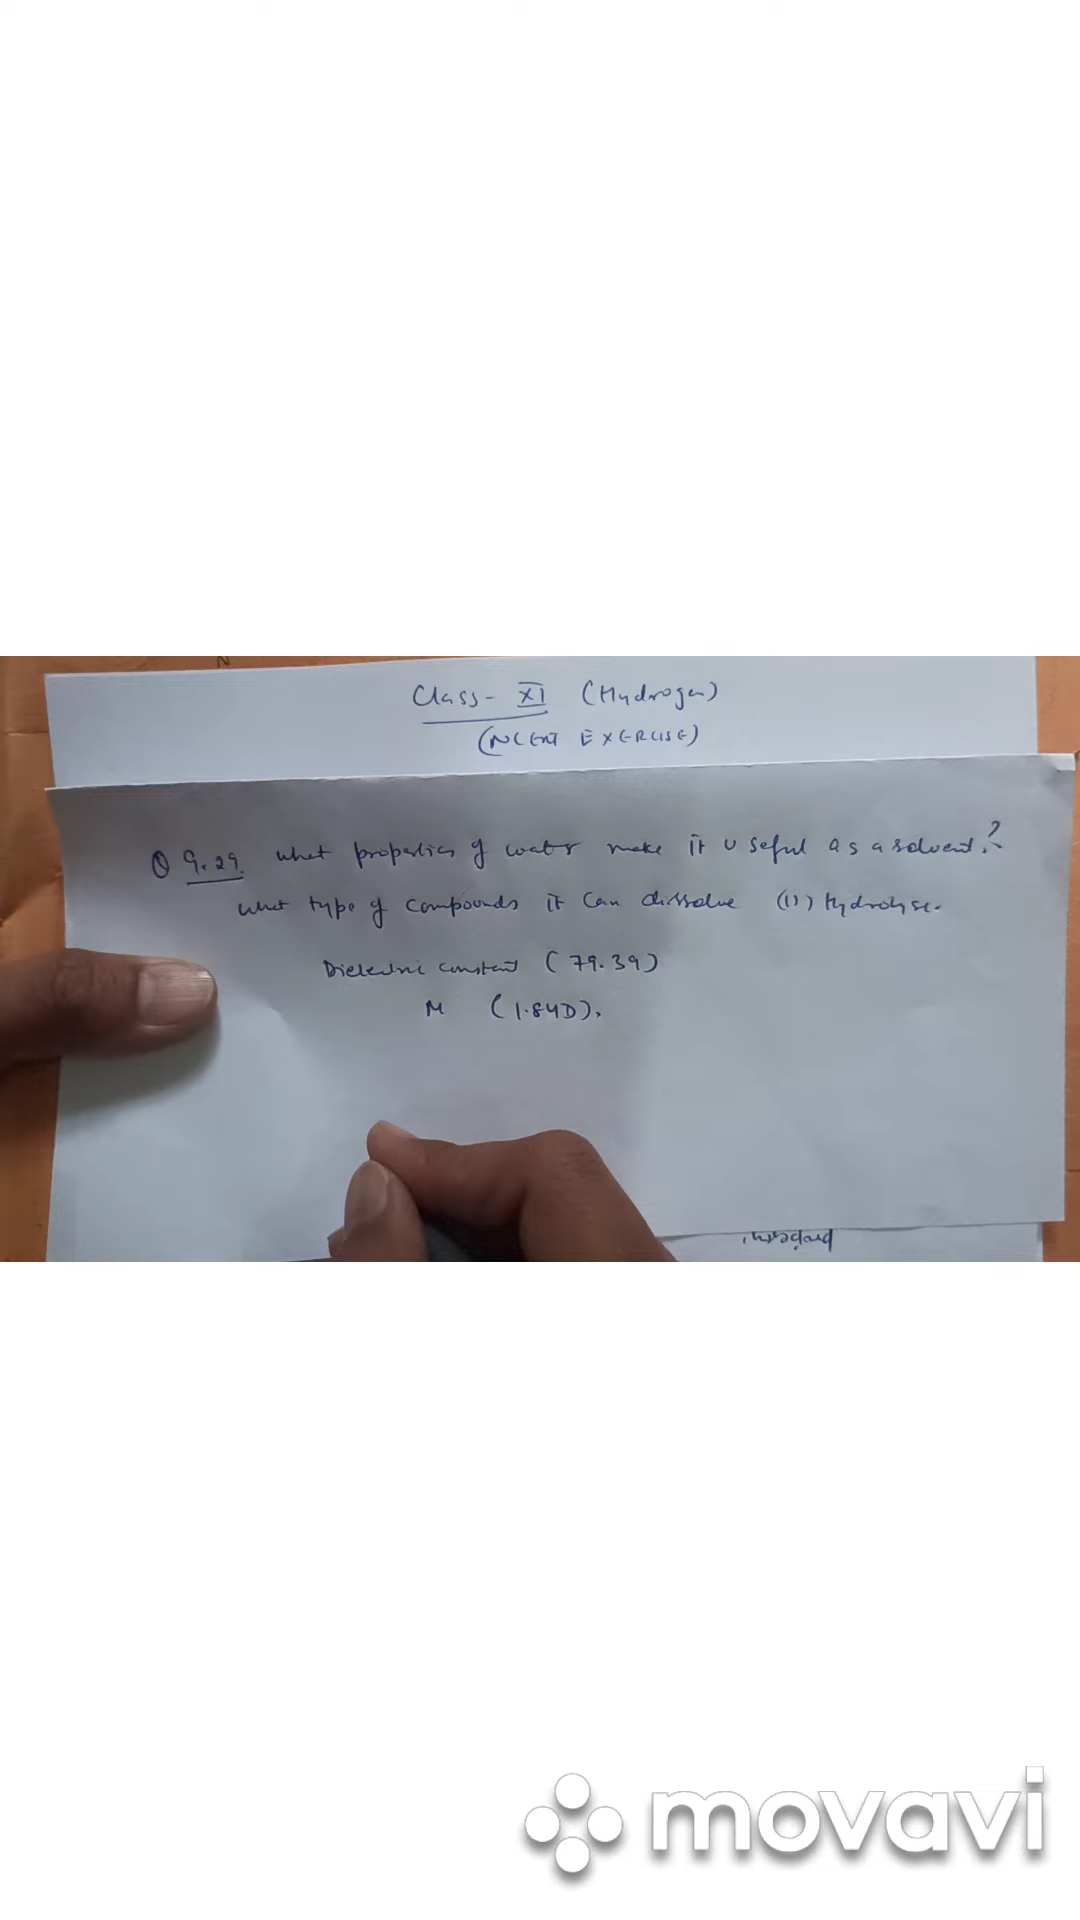 Class- XI (Hydrogen)
(NCERT EXERCISE)
Q 9.29. What properties of water make it useful as a solvent?
What type of compounds it can dissolve (ii) Hydrolyse.
Dielectric constant (79.39)
M (1.84D).
movavi